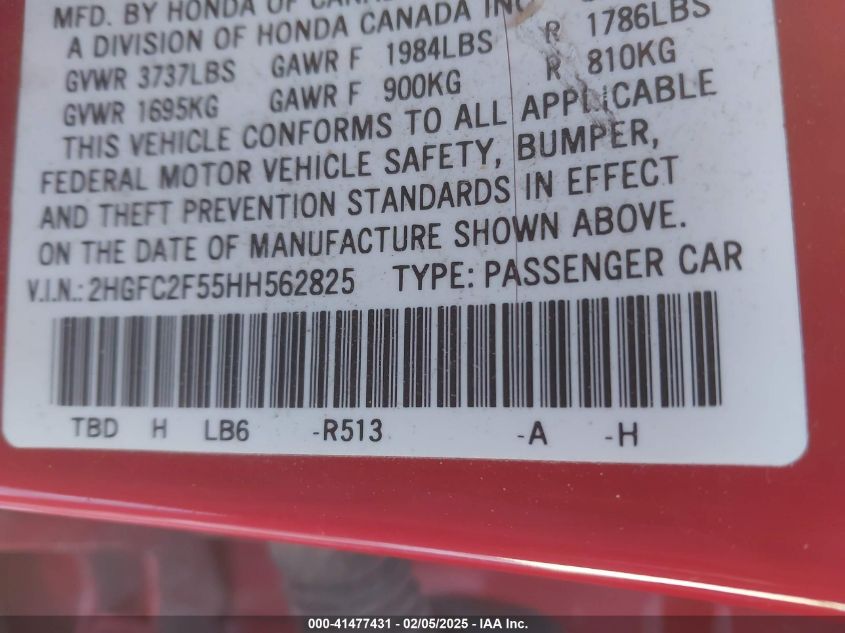 MFD. BY HONDA OF
A DIVISION OF HONDA CANADA INC
GVWR 3737LBS GAWR F 1984LBS R 1786LBS
GVWR 1695KG GAWR F 900KG R 810KG
THIS VEHICLE CONFORMS TO ALL APPLICABLE
FEDERAL MOTOR VEHICLE SAFETY, BUMPER,
AND THEFT PREVENTION STANDARDS IN EFFECT
ON THE DATE OF MANUFACTURE SHOWN ABOVE.
V.I.N.: 2HGFC2F55HH562825 TYPE: PASSENGER CAR
TBD H LB6 -R513 -A -H
000-41477431 - 02/05/2025 - IAA Inc.